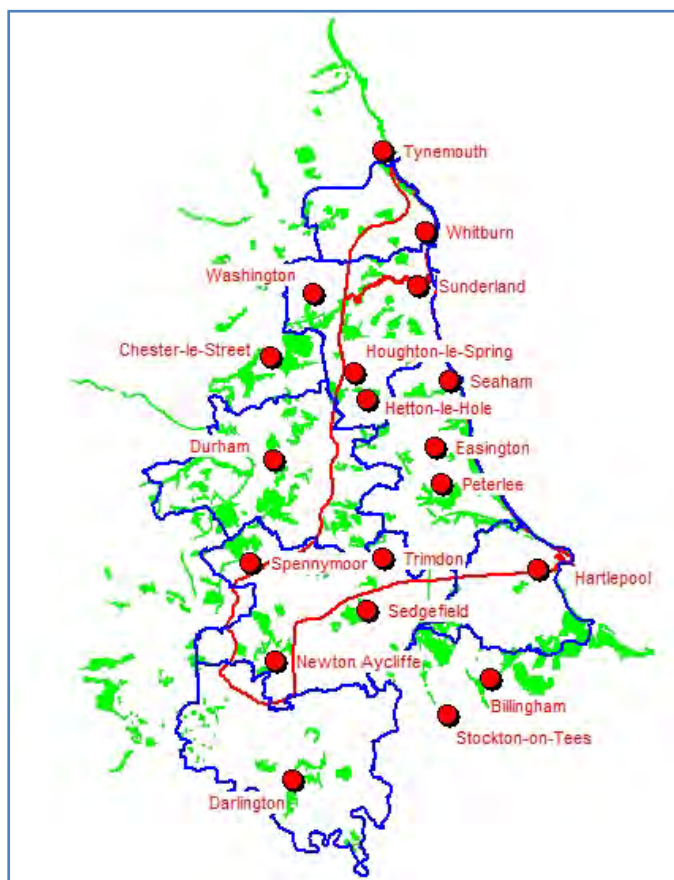 Tynemouth
Whitburn
Washington
Sunderland
Chester-le-Street
Houghton-le-Spring
Seaham
Hetton-le-Hole
Durham
Easington
Peterlee
Spennymoor
Trimdon
Hartlepool
Sedgefield
Newton Aycliffe
Billingham
Stockton-on-Tees
Darlington